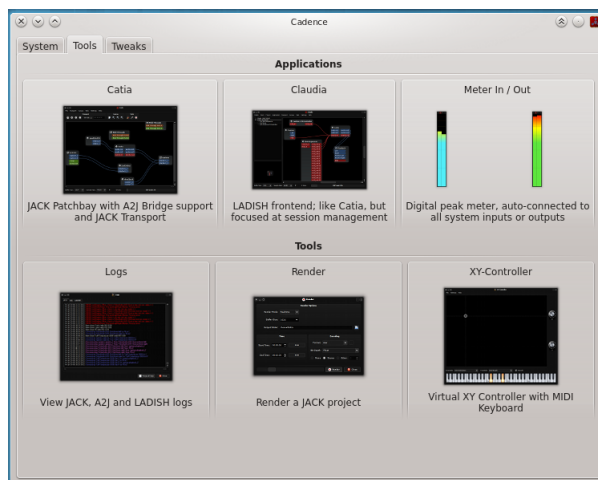 Cadence
System Tools Tweaks
Applications
Catia
Claudia
Meter In / Out
JACK Patchbay with A2J Bridge support
and JACK Transport
LADISH frontend; like Catia, but
focused at session management
Digital peak meter, auto-connected to
all system inputs or outputs
Tools
Logs
Render
XY-Controller
View JACK, A2J and LADISH logs
Render a JACK project
Virtual XY Controller with MIDI
Keyboard